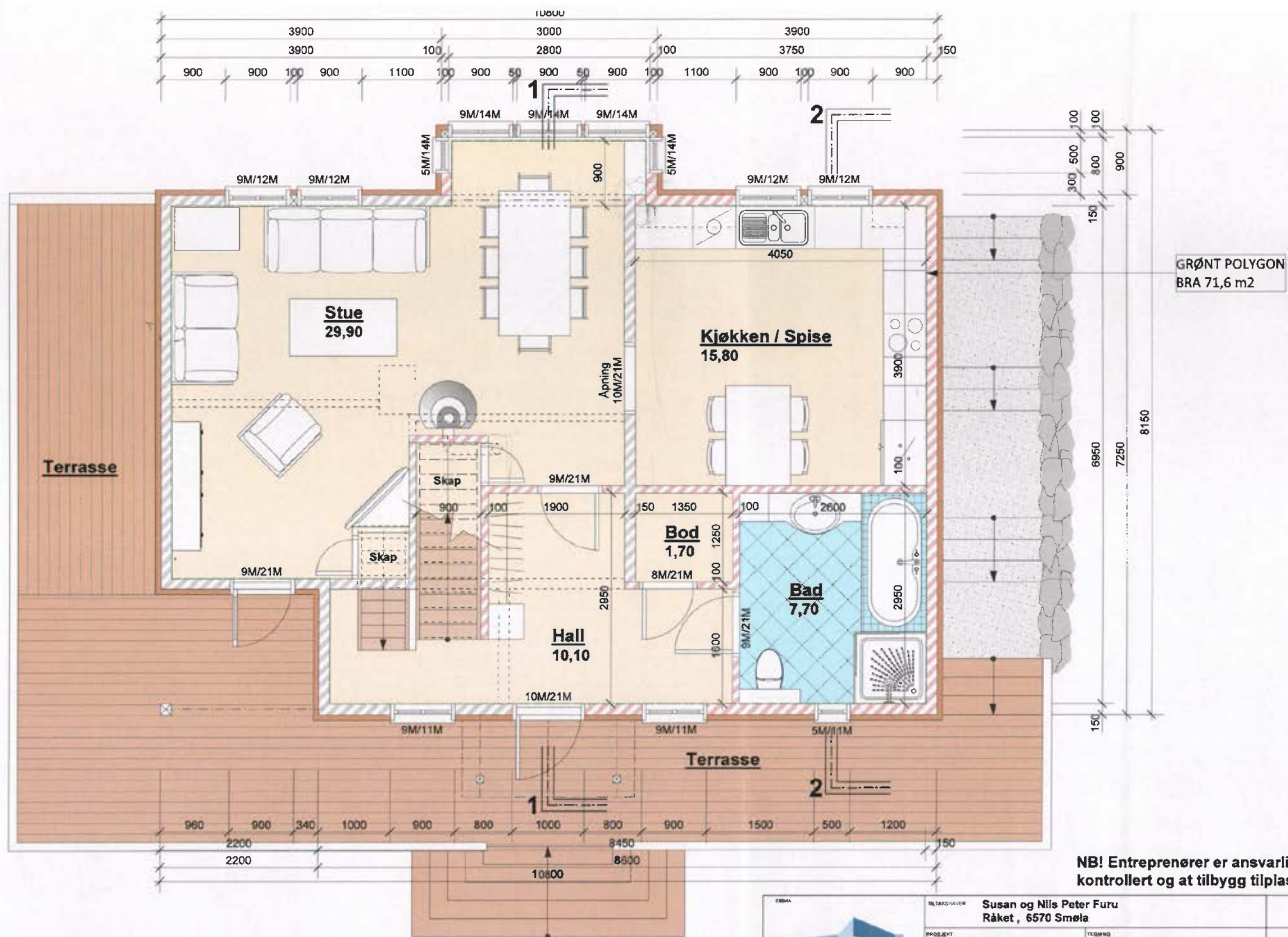 10800
3900 3000 3900
3900 100 2800 100 3750 150
900 900 100 900 1100 100 900 50 900 50 900 100 1100 900 100 900 900
1 2
9M/14M 9M/14M 9M/14M
5M/14M 5M/14M
9M/12M 9M/12M 9M/12M 9M/12M
900
100 100
500 800 900
300
150
4050
GRØNT POLYGON
BRA 71,6 m2
Stue
29,90
Kjøkken / Spise
15,80
Åpning
10M/21M
3900
8150
6950 7250
Terrasse
Skap
9M/21M
100
900 100 1900 150 1350 100 2600
Bod
1,70
1250
Skap
9M/21M
8M/21M
100
2950
Bad
7,70
2950
9M/21M
1600
Hall
10,10
10M/21M
9M/11M 9M/11M 5M/11M
150
Terrasse
1 2
960 900 340 1000 900 800 1000 800 900 1500 500 1200
2200 8450 150
2200 8600
10800
NB! Entreprenører er ansvarli
kontrollert og at tilbygg tilplas
FIRMA
TILTAKSHAVER Susan og Nils Peter Furu
Råket , 6570 Smøla
PROSJEKT TEGNING